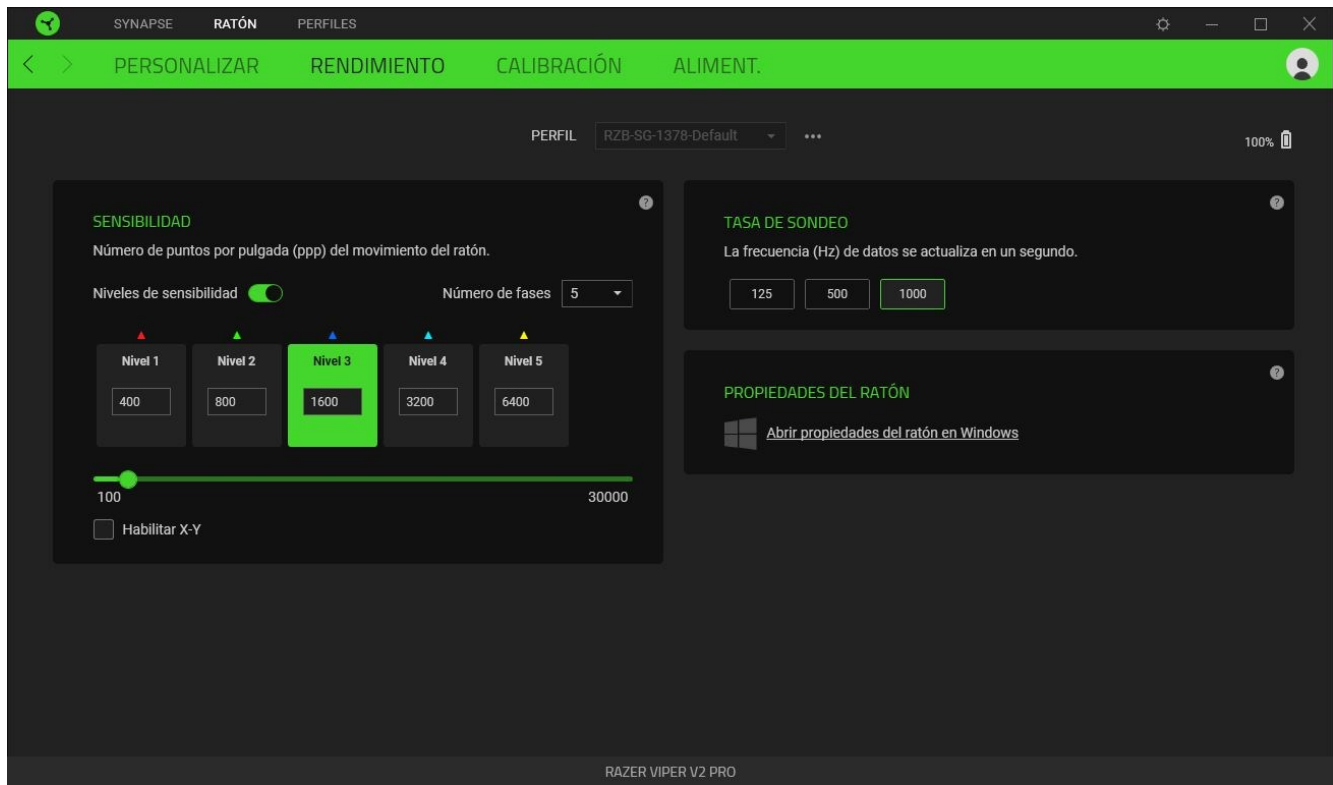 SYNAPSE RATÓN PERFILES
PERSONALIZAR RENDIMIENTO CALIBRACIÓN ALIMENT.
PERFIL RZB-SG-1378-Default
100%
SENSIBILIDAD
Número de puntos por pulgada (ppp) del movimiento del ratón.
Niveles de sensibilidad Número de fases 5
Nivel 1 Nivel 2 Nivel 3 Nivel 4 Nivel 5
400 800 1600 3200 6400
100 30000
Habilitar X-Y
TASA DE SONDEO
La frecuencia (Hz) de datos se actualiza en un segundo.
125 500 1000
PROPIEDADES DEL RATÓN
Abrir propiedades del ratón en Windows
RAZER VIPER V2 PRO